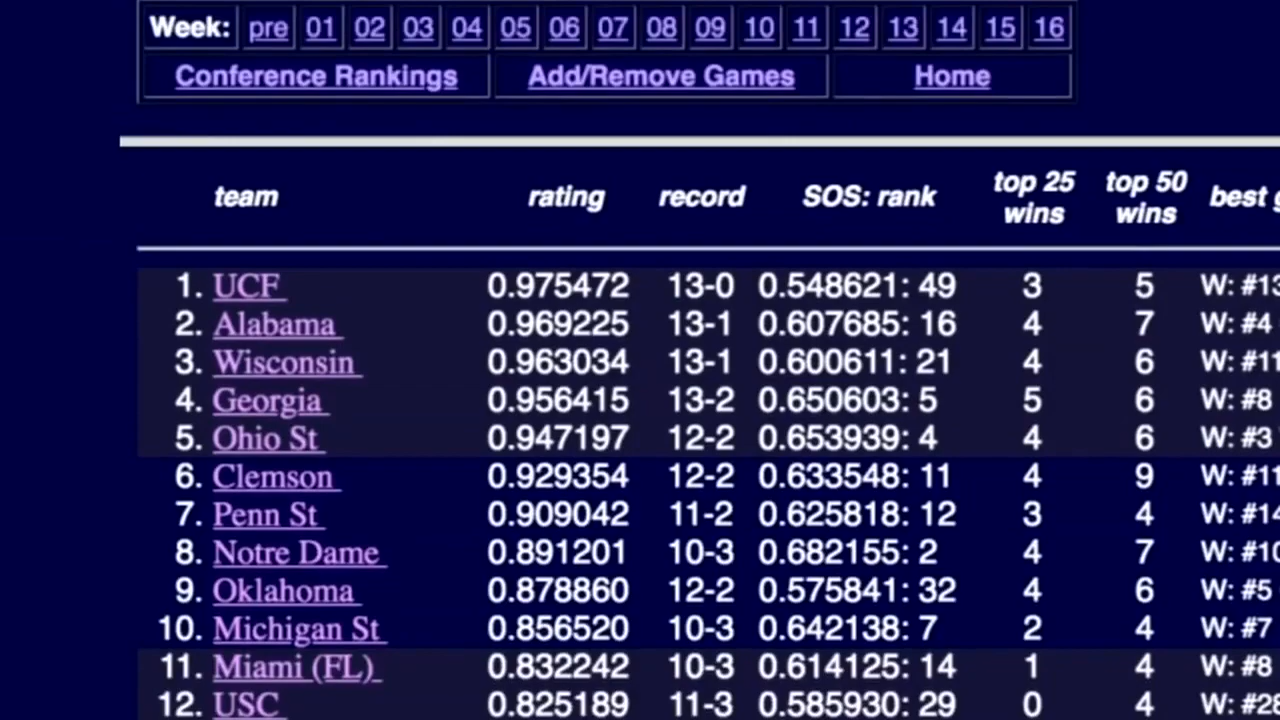 Week: pre 01 02 03 04 05 06 07 08 09 10 11 12 13 14 15 16
Conference Rankings Add/Remove Games Home
team rating record SOS: rank top 25 wins top 50 wins best
1. UCF 0.975472 13-0 0.548621: 49 3 5 W: #13
2. Alabama 0.969225 13-1 0.607685: 16 4 7 W: #4
3. Wisconsin 0.963034 13-1 0.600611: 21 4 6 W: #11
4. Georgia 0.956415 13-2 0.650603: 5 5 6 W: #8
5. Ohio St 0.947197 12-2 0.653939: 4 4 6 W: #3
6. Clemson 0.929354 12-2 0.633548: 11 4 9 W: #11
7. Penn St 0.909042 11-2 0.625818: 12 3 4 W: #14
8. Notre Dame 0.891201 10-3 0.682155: 2 4 7 W: #10
9. Oklahoma 0.878860 12-2 0.575841: 32 4 6 W: #5
10. Michigan St 0.856520 10-3 0.642138: 7 2 4 W: #7
11. Miami (FL) 0.832242 10-3 0.614125: 14 1 4 W: #8
12. USC 0.825189 11-3 0.585930: 29 0 4 W: #28